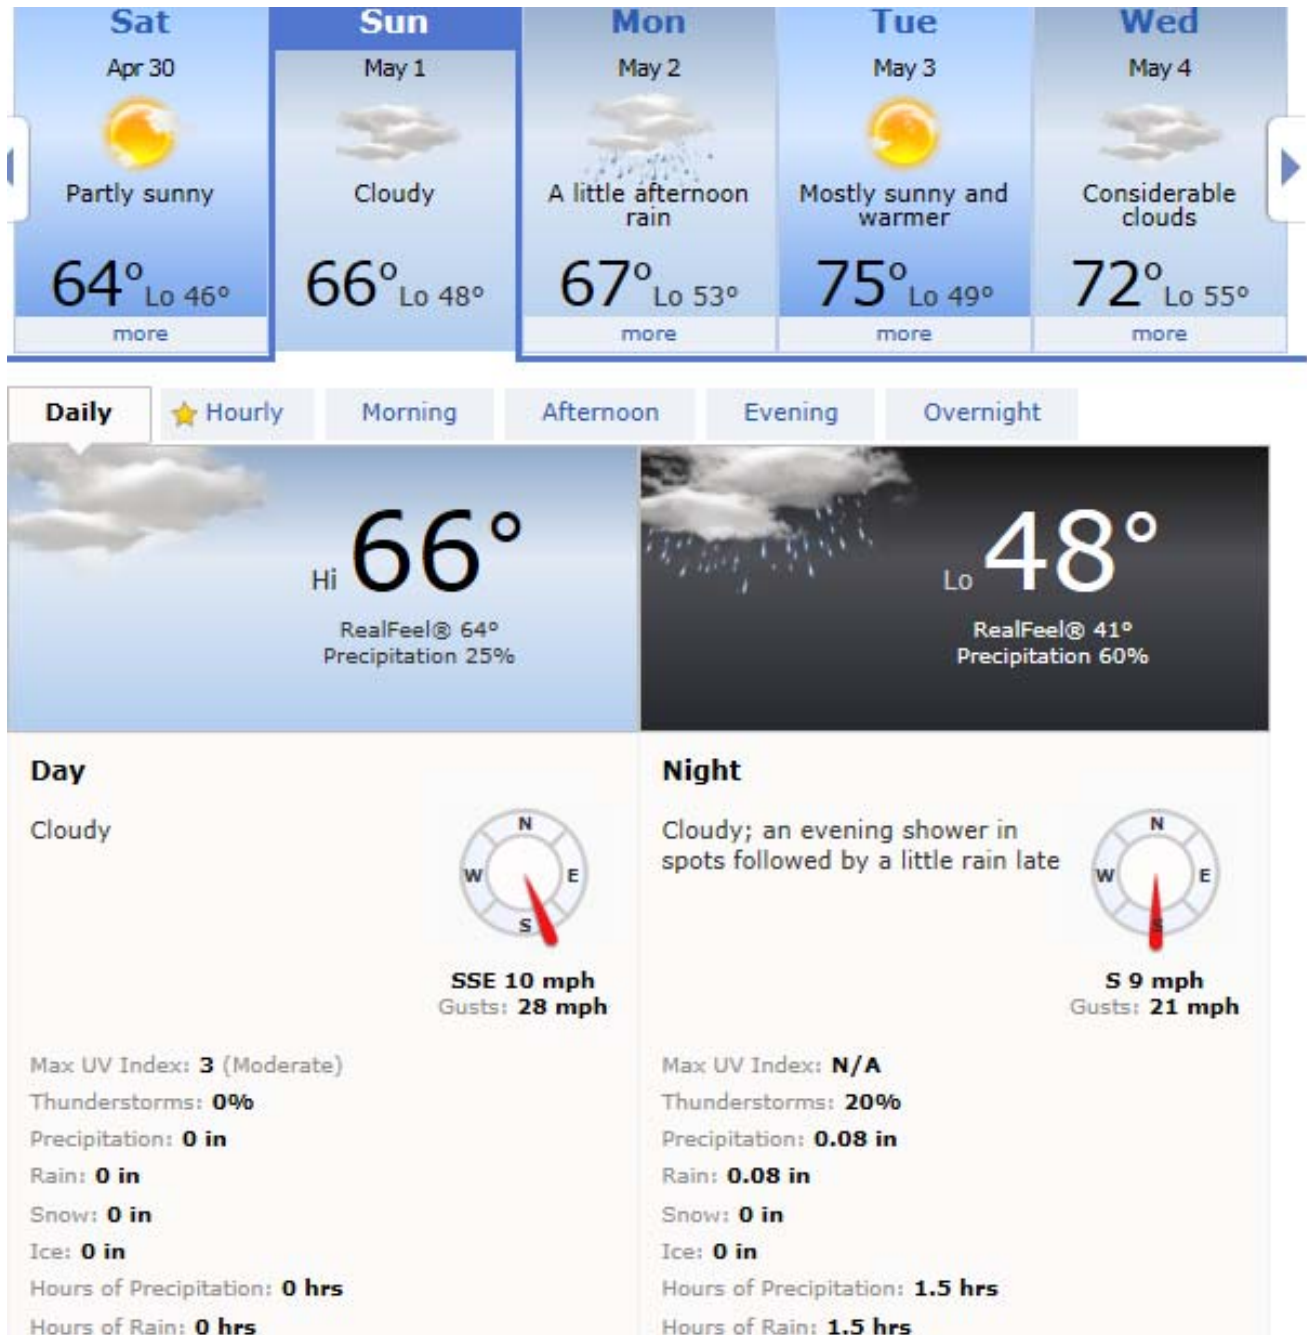 Sat
Apr 30
Partly sunny
64° Lo 46°
more
Sun
May 1
Cloudy
66° Lo 48°
Mon
May 2
A little afternoon
rain
67° Lo 53°
more
Tue
May 3
Mostly sunny and
warmer
75° Lo 49°
more
Wed
May 4
Considerable
clouds
72° Lo 55°
more
Daily
Hourly
Morning
Afternoon
Evening
Overnight
Hi 66°
RealFeel® 64°
Precipitation 25%
Lo 48°
RealFeel® 41°
Precipitation 60%
Day
Cloudy
N
W E
S
SSE 10 mph
Gusts: 28 mph
Max UV Index: 3 (Moderate)
Thunderstorms: 0%
Precipitation: 0 in
Rain: 0 in
Snow: 0 in
Ice: 0 in
Hours of Precipitation: 0 hrs
Hours of Rain: 0 hrs
Night
Cloudy; an evening shower in
spots followed by a little rain late
N
W E
S
S 9 mph
Gusts: 21 mph
Max UV Index: N/A
Thunderstorms: 20%
Precipitation: 0.08 in
Rain: 0.08 in
Snow: 0 in
Ice: 0 in
Hours of Precipitation: 1.5 hrs
Hours of Rain: 1.5 hrs